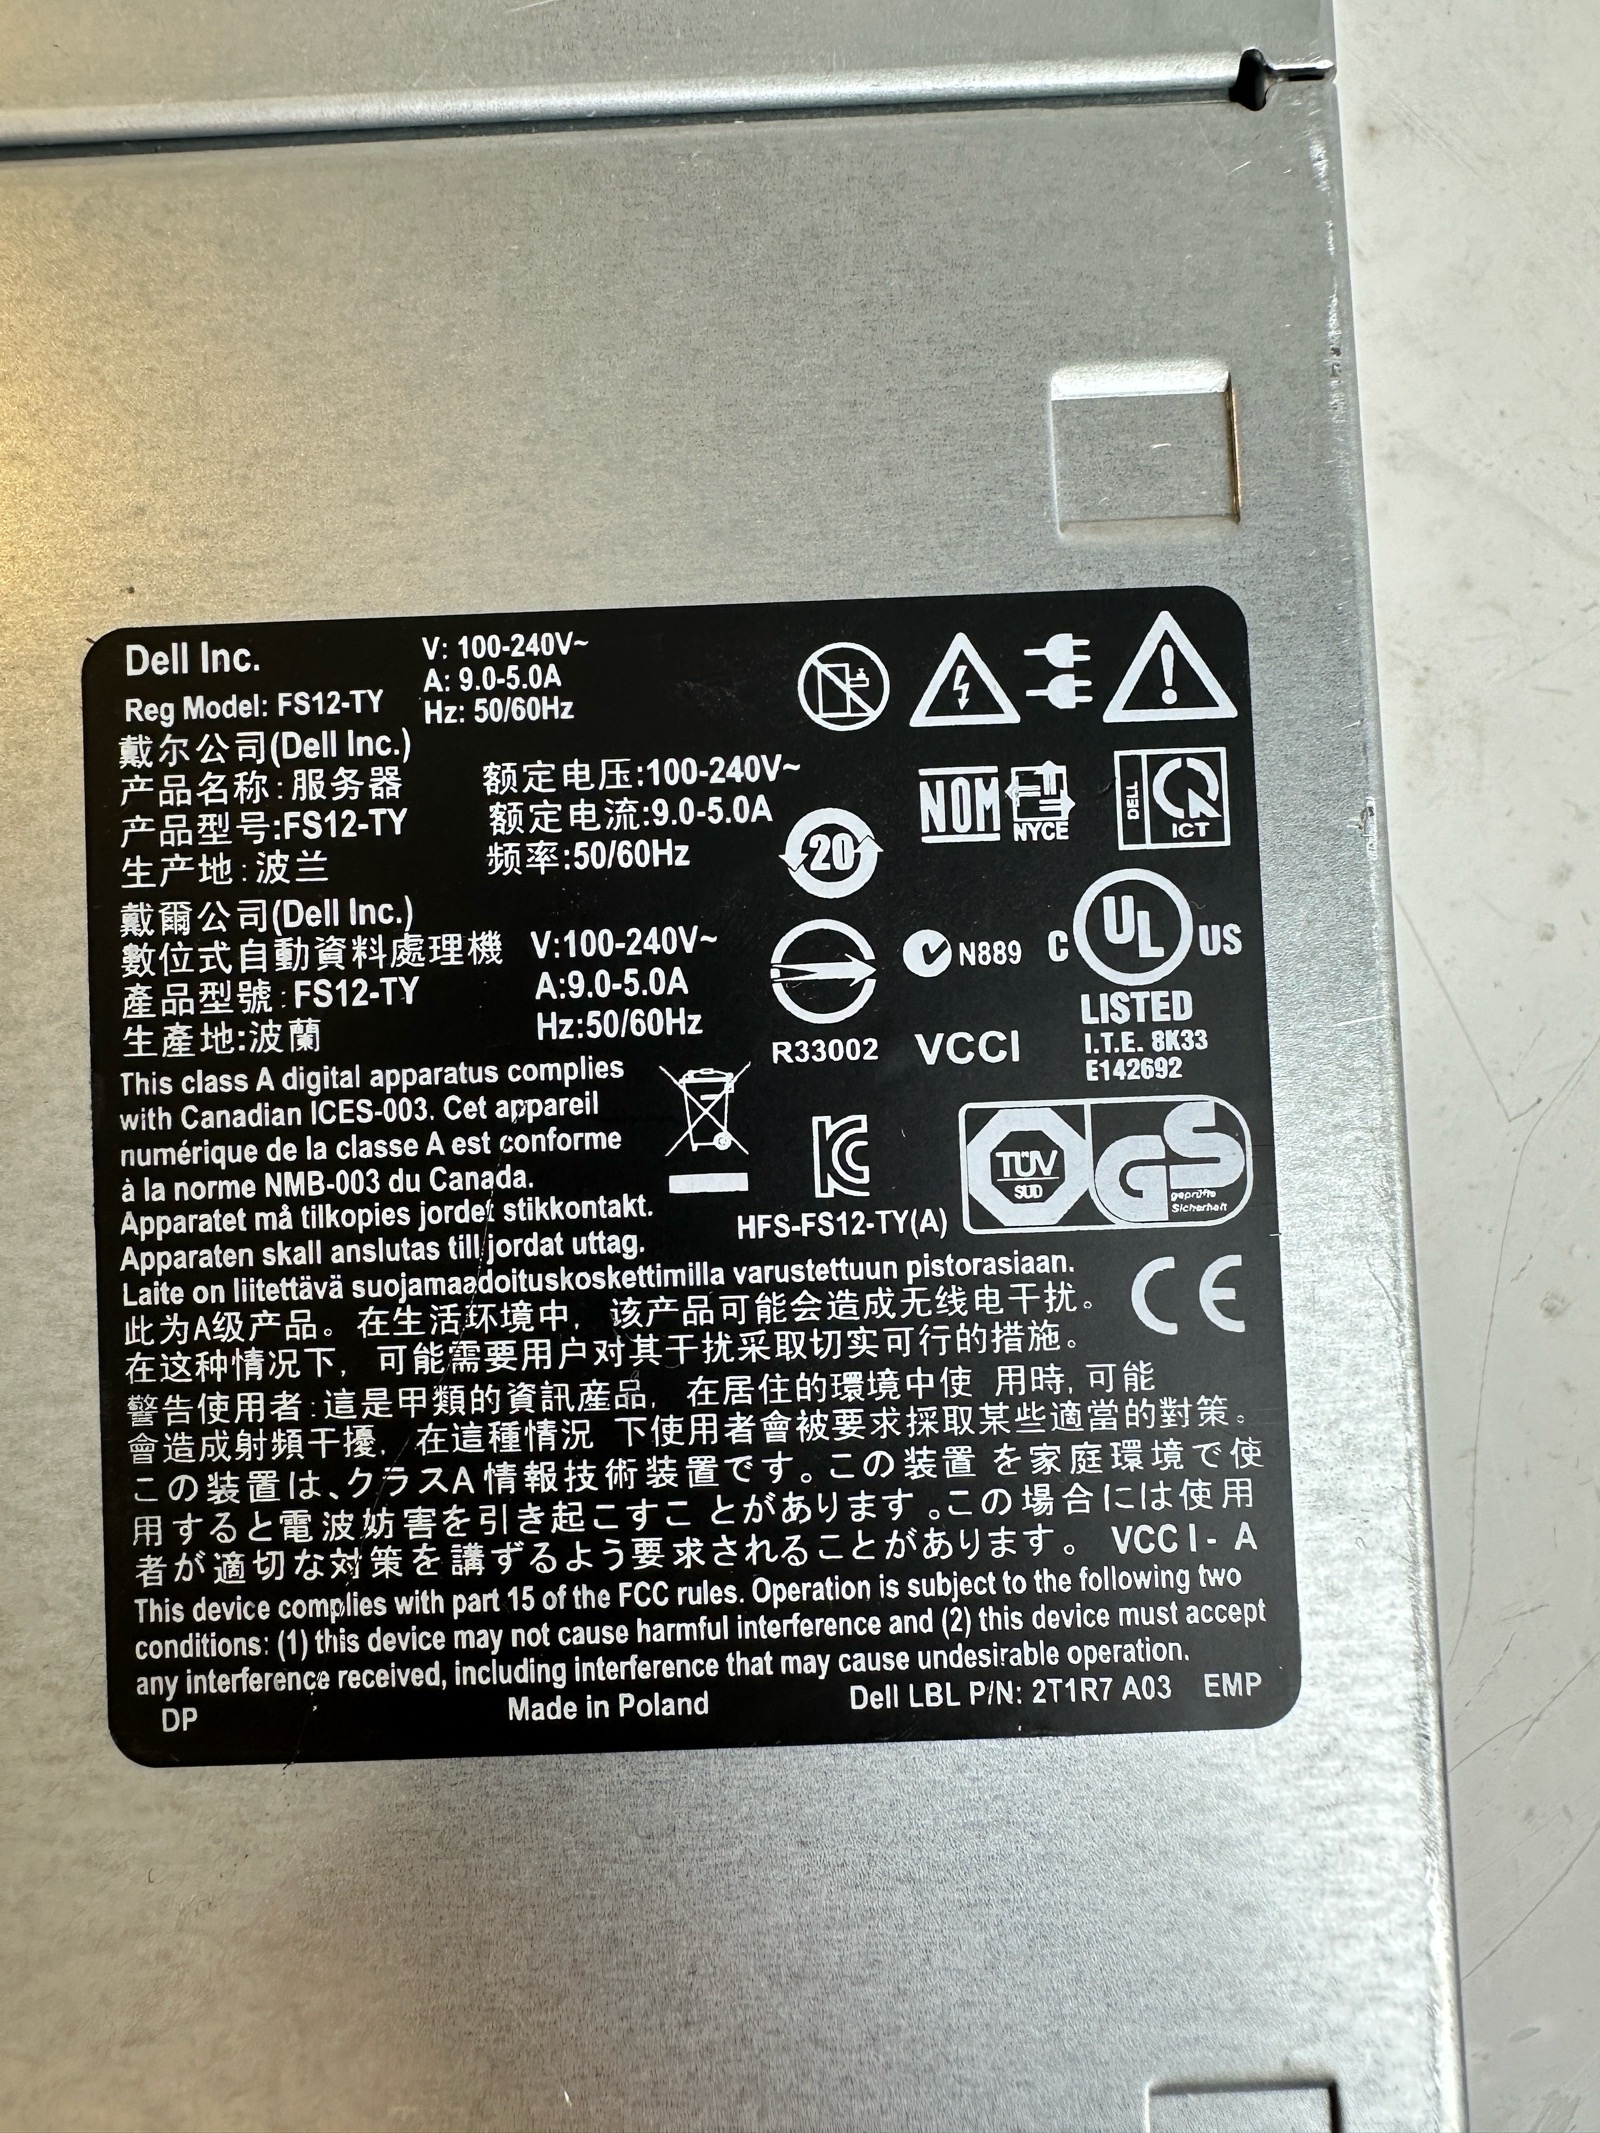 Dell Inc.
Reg Model: FS12-TY
V: 100-240V~
A: 9.0-5.0A
Hz: 50/60Hz
戴尔公司(Dell Inc.)
产品名称:服务器
产品型号:FS12-TY
生产地:波兰
额定电压:100-240V~
额定电流:9.0-5.0A
频率:50/60Hz
戴爾公司(Dell Inc.)
數位式自動資料處理機
產品型號:FS12-TY
生產地:波蘭
V:100-240V~
A:9.0-5.0A
Hz:50/60Hz
20
NOM
NYCE
DELL
ICT
R33002
N889
VCCI
C UL US
LISTED
I.T.E. 8K33
E142692
HFS-FS12-TY(A)
TÜV
SÜD
GS
geprüfte
Sicherheit
CE
This class A digital apparatus complies
with Canadian ICES-003. Cet appareil
numérique de la classe A est conforme
à la norme NMB-003 du Canada.
Apparatet må tilkopies jordet stikkontakt.
Apparaten skall anslutas till jordat uttag.
Laite on liitettävä suojamaadoituskoskettimilla varustettuun pistorasiaan.
此为A级产品。在生活环境中，该产品可能会造成无线电干扰。
在这种情况下，可能需要用户对其干扰采取切实可行的措施。
警告使用者:這是甲類的資訊產品，在居住的環境中使 用時,可能
會造成射頻干擾，在這種情況 下使用者會被要求採取某些適當的對策。
この装置は、クラスA 情報技術装置です。この装置 を家庭環境で使
用すると電波妨害を引き起こすこ とがあります。この場合には使用
者が適切な対策を講ずるよう要求されることがあります。 VCCI-A
This device complies with part 15 of the FCC rules. Operation is subject to the following two
conditions: (1) this device may not cause harmful interference and (2) this device must accept
any interference received, including interference that may cause undesirable operation.
DP Made in Poland Dell LBL P/N: 2T1R7 A03 EMP